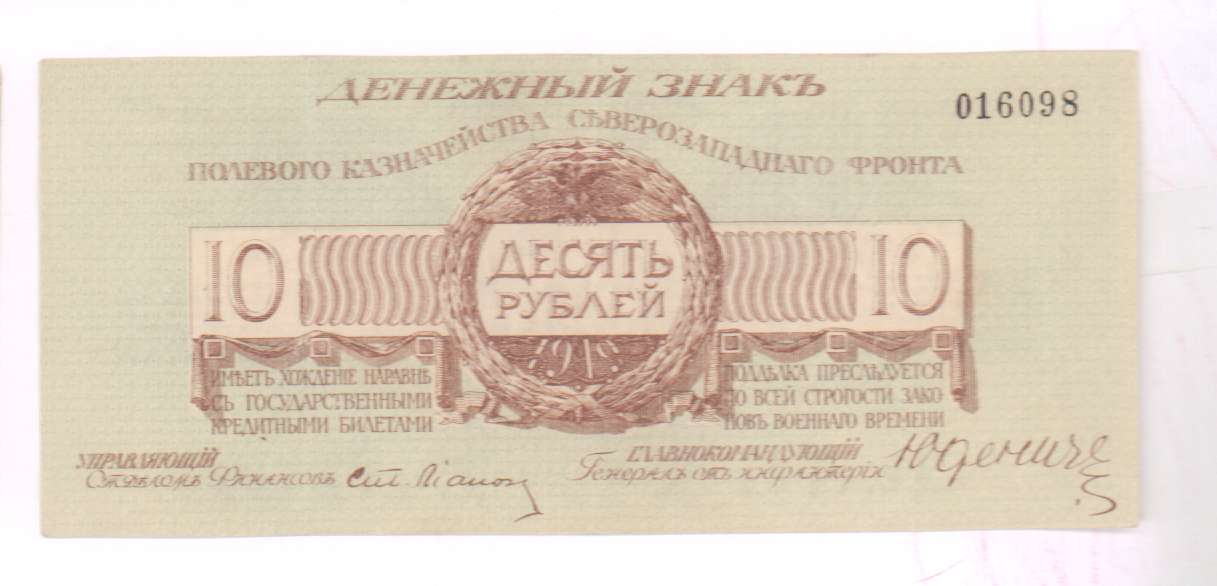 ДЕНЕЖНЫЙ ЗНАКЪ
016098
ПОЛЕВОГО КАЗНАЧЕЙСТВА СѢВЕРОЗАПАДНАГО ФРОНТА
10
ДЕСЯТЬ
РУБЛЕЙ
10
1919
ИМѢЕТЪ ХОЖДЕНІЕ НАРАВНѢ
СЪ ГОСУДАРСТВЕННЫМИ
КРЕДИТНЫМИ БИЛЕТАМИ
ПОДДѢЛКА ПРЕСЛѢДУЕТСЯ
ПО ВСЕЙ СТРОГОСТИ ЗАКО-
НОВЪ ВОЕННАГО ВРЕМЕНИ
УПРАВЛЯЮЩІЙ
Отдѣломъ Финансовъ
ГЛАВНОКОМАНДУЮЩІЙ
Генералъ отъ инфантеріи Юденичъ